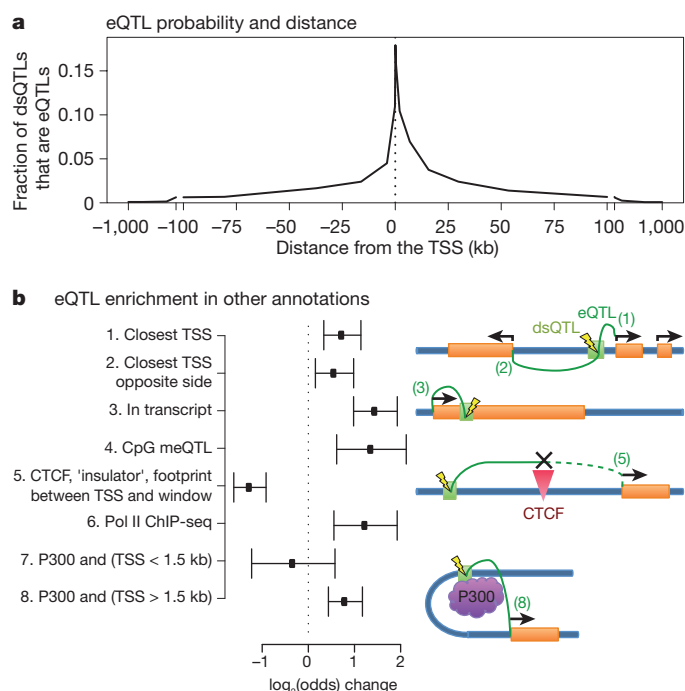 a eQTL probability and distance
Fraction of dsQTLs
that are eQTLs
0.15
0.10
0.05
0
−1,000 −100 −75 −50 −25 0 25 50 75 100 1,000
Distance from the TSS (kb)
b eQTL enrichment in other annotations
1. Closest TSS
2. Closest TSS
opposite side
3. In transcript
4. CpG meQTL
5. CTCF, 'insulator', footprint
between TSS and window
6. Pol II ChIP-seq
7. P300 and (TSS < 1.5 kb)
8. P300 and (TSS > 1.5 kb)
−1 0 1 2
log2(odds) change
eQTL (1)
dsQTL
(2)
(3)
(5)
CTCF
P300
(8)